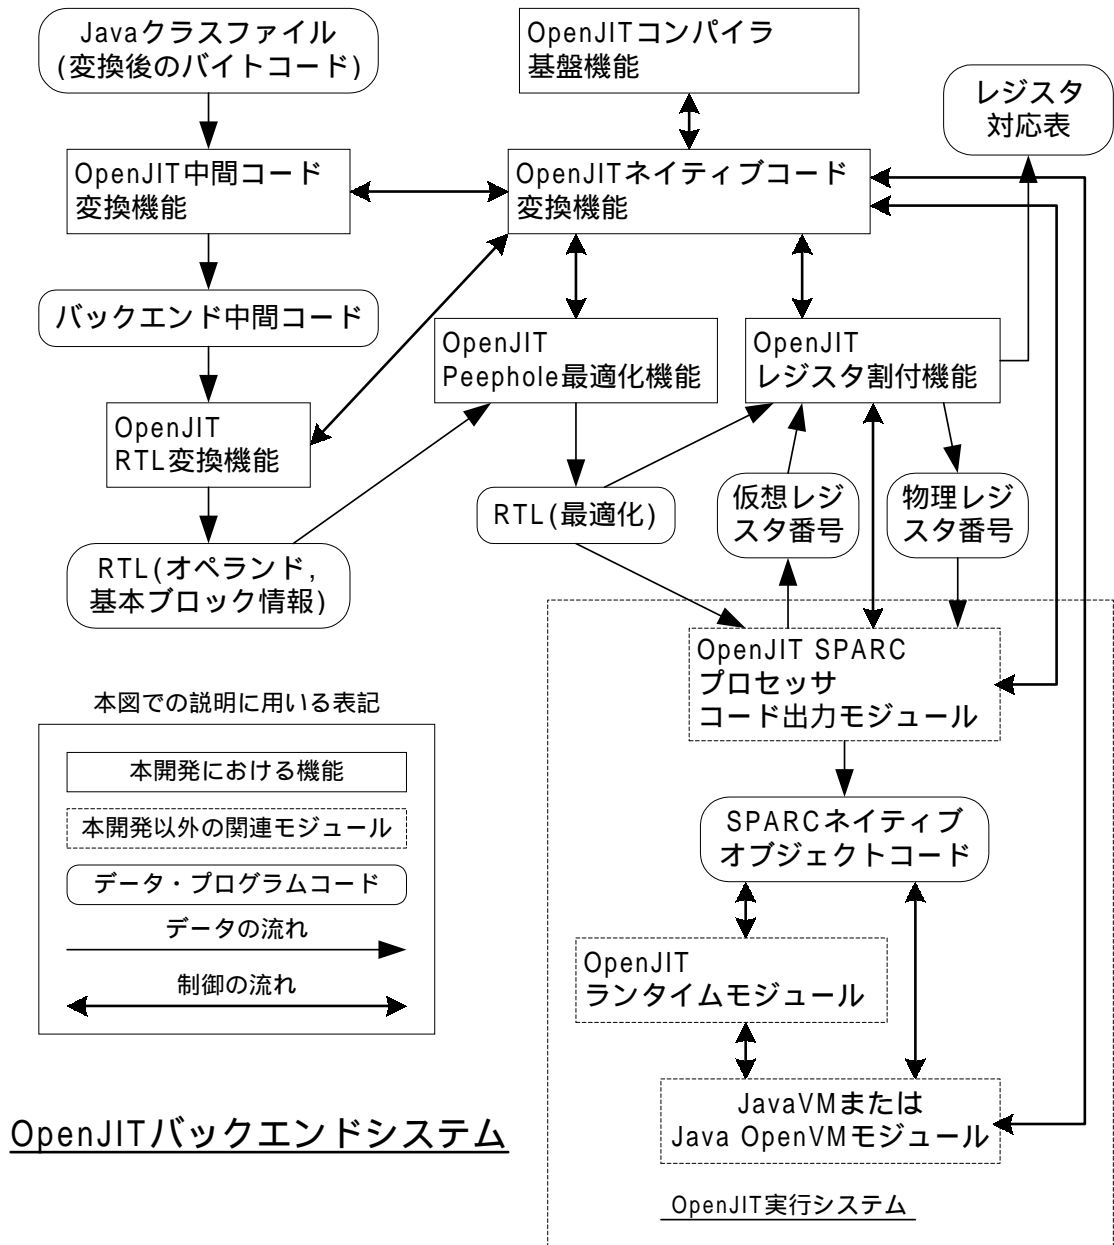 Javaクラスファイル
(変換後のバイトコード)
OpenJITコンパイラ
基盤機能
レジスタ
対応表
OpenJIT中間コード
変換機能
OpenJITネイティブコード
変換機能
バックエンド中間コード
OpenJIT
Peephole最適化機能
OpenJIT
レジスタ割付機能
OpenJIT
RTL変換機能
RTL(最適化)
仮想レジ
スタ番号
物理レジ
スタ番号
RTL(オペランド,
基本ブロック情報)
OpenJIT SPARC
プロセッサ
コード出力モジュール
本図での説明に用いる表記
本開発における機能
本開発以外の関連モジュール
データ・プログラムコード
データの流れ
制御の流れ
SPARCネイティブ
オブジェクトコード
OpenJIT
ランタイムモジュール
JavaVMまたは
Java OpenVMモジュール
OpenJITバックエンドシステム
OpenJIT実行システム